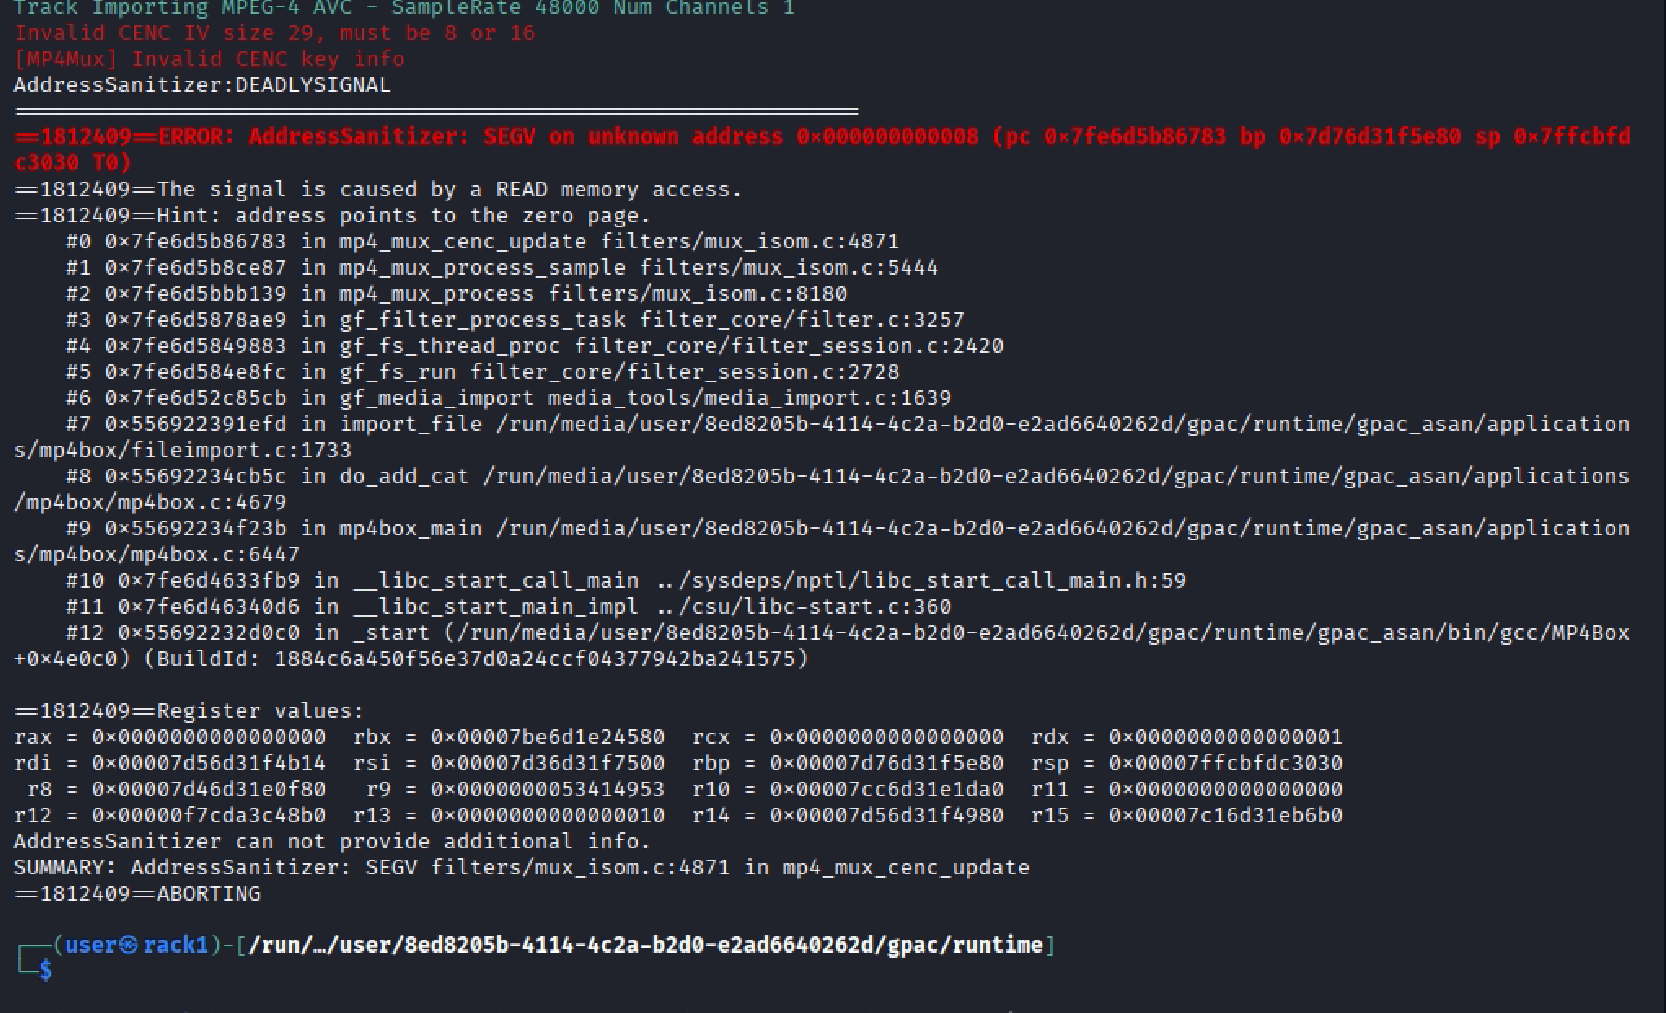 Track Importing MPEG-4 AVC - SampleRate 48000 Num Channels 1
Invalid CENC IV size 29, must be 8 or 16
[MP4Mux] Invalid CENC key info
AddressSanitizer:DEADLYSIGNAL
=================================================================
==1812409==ERROR: AddressSanitizer: SEGV on unknown address 0x000000000008 (pc 0x7fe6d5b86783 bp 0x7d76d31f5e80 sp 0x7ffcbfd
c3030 T0)
==1812409==The signal is caused by a READ memory access.
==1812409==Hint: address points to the zero page.
    #0 0x7fe6d5b86783 in mp4_mux_cenc_update filters/mux_isom.c:4871
    #1 0x7fe6d5b8ce87 in mp4_mux_process_sample filters/mux_isom.c:5444
    #2 0x7fe6d5bbb139 in mp4_mux_process filters/mux_isom.c:8180
    #3 0x7fe6d5878ae9 in gf_filter_process_task filter_core/filter.c:3257
    #4 0x7fe6d5849883 in gf_fs_thread_proc filter_core/filter_session.c:2420
    #5 0x7fe6d584e8fc in gf_fs_run filter_core/filter_session.c:2728
    #6 0x7fe6d52c85cb in gf_media_import media_tools/media_import.c:1639
    #7 0x556922391efd in import_file /run/media/user/8ed8205b-4114-4c2a-b2d0-e2ad6640262d/gpac/runtime/gpac_asan/application
s/mp4box/fileimport.c:1733
    #8 0x55692234cb5c in do_add_cat /run/media/user/8ed8205b-4114-4c2a-b2d0-e2ad6640262d/gpac/runtime/gpac_asan/applications
/mp4box/mp4box.c:4679
    #9 0x55692234f23b in mp4box_main /run/media/user/8ed8205b-4114-4c2a-b2d0-e2ad6640262d/gpac/runtime/gpac_asan/application
s/mp4box/mp4box.c:6447
    #10 0x7fe6d4633fb9 in __libc_start_call_main ../sysdeps/nptl/libc_start_call_main.h:59
    #11 0x7fe6d46340d6 in __libc_start_main_impl ../csu/libc-start.c:360
    #12 0x55692232d0c0 in _start (/run/media/user/8ed8205b-4114-4c2a-b2d0-e2ad6640262d/gpac/runtime/gpac_asan/bin/gcc/MP4Box
+0x4e0c0) (BuildId: 1884c6a450f56e37d0a24ccf04377942ba241575)

==1812409==Register values:
rax = 0x0000000000000000  rbx = 0x00007be6d1e24580  rcx = 0x0000000000000000  rdx = 0x0000000000000001
rdi = 0x00007d56d31f4b14  rsi = 0x00007d36d31f7500  rbp = 0x00007d76d31f5e80  rsp = 0x00007ffcbfdc3030
 r8 = 0x00007d46d31e0f80   r9 = 0x0000000053414953  r10 = 0x00007cc6d31e1da0  r11 = 0x0000000000000000
r12 = 0x00000f7cda3c48b0  r13 = 0x0000000000000010  r14 = 0x00007d56d31f4980  r15 = 0x00007c16d31eb6b0
AddressSanitizer can not provide additional info.
SUMMARY: AddressSanitizer: SEGV filters/mux_isom.c:4871 in mp4_mux_cenc_update
==1812409==ABORTING

┌──(user㉿rack1)-[/run/…/user/8ed8205b-4114-4c2a-b2d0-e2ad6640262d/gpac/runtime]
└─$